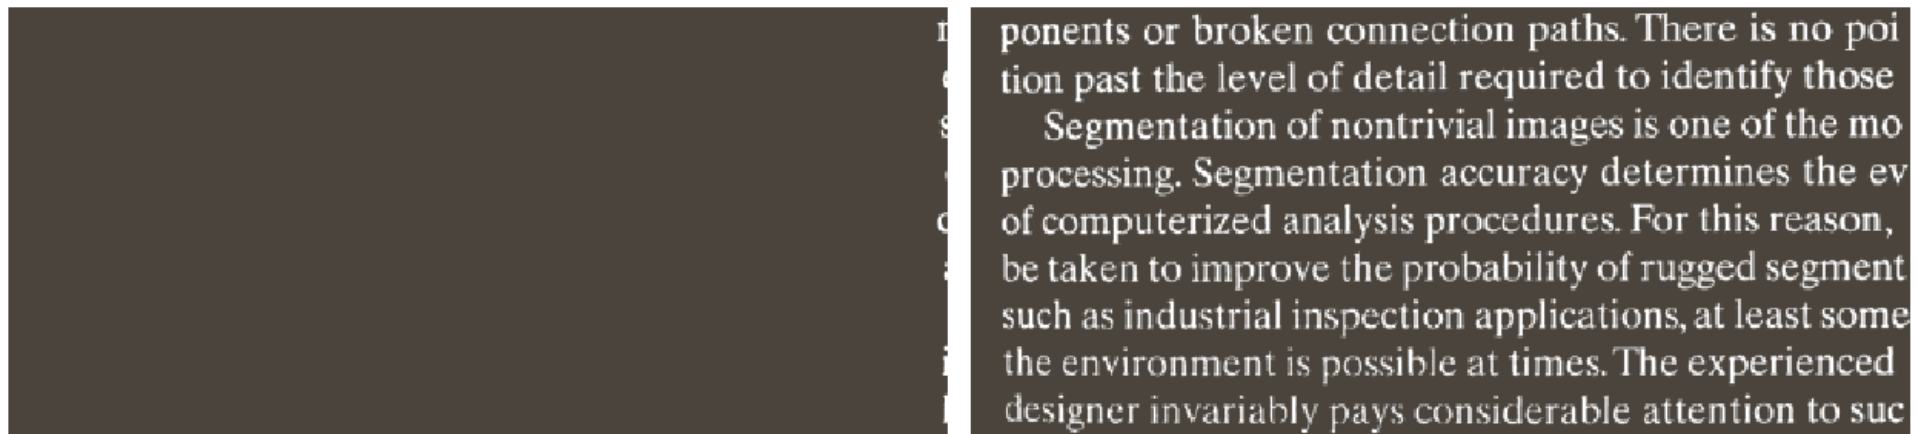 ponents or broken connection paths. There is no poi
tion past the level of detail required to identify those
Segmentation of nontrivial images is one of the mo
processing. Segmentation accuracy determines the ev
of computerized analysis procedures. For this reason,
be taken to improve the probability of rugged segment
such as industrial inspection applications, at least some
the environment is possible at times. The experienced
designer invariably pays considerable attention to suc